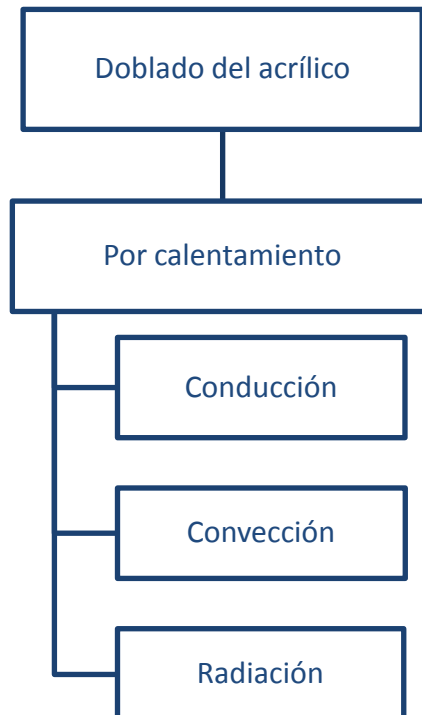 Doblado del acrílico
Por calentamiento
Conducción
Convección
Radiación